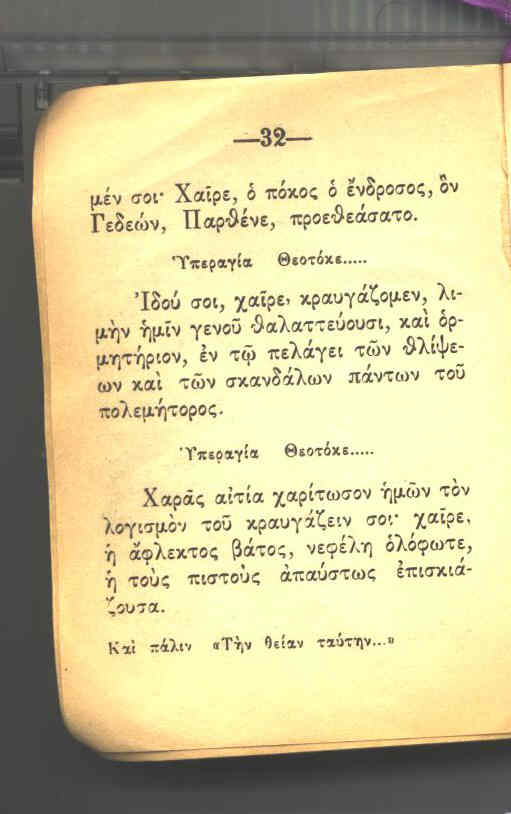 —32—
μέν σοι· Χαῖρε, ὁ πόκος ὁ ἔνδροσος, ὃν
Γεδεών, Παρθένε, προεθεάσατο.
Ὑπεραγία Θεοτόκε.....
Ἰδού σοι, χαῖρε, κραυγάζομεν, λι-
μὴν ἡμῖν γενοῦ θαλαττεύουσι, καὶ ὁρ-
μητήριον, ἐν τῷ πελάγει τῶν θλίψε-
ων καὶ τῶν σκανδάλων πάντων τοῦ
πολεμήτορος.
Ὑπεραγία Θεοτόκε.....
Χαρᾶς αἰτία χαρίτωσον ἡμῶν τὸν
λογισμὸν τοῦ κραυγάζειν σοι· χαῖρε,
ἡ ἄφλεκτος βάτος, νεφέλη ὁλόφωτε,
ἡ τοὺς πιστοὺς ἀπαύστως ἐπισκιά-
ζουσα.
Καὶ πάλιν «Τὴν θείαν ταύτην...»